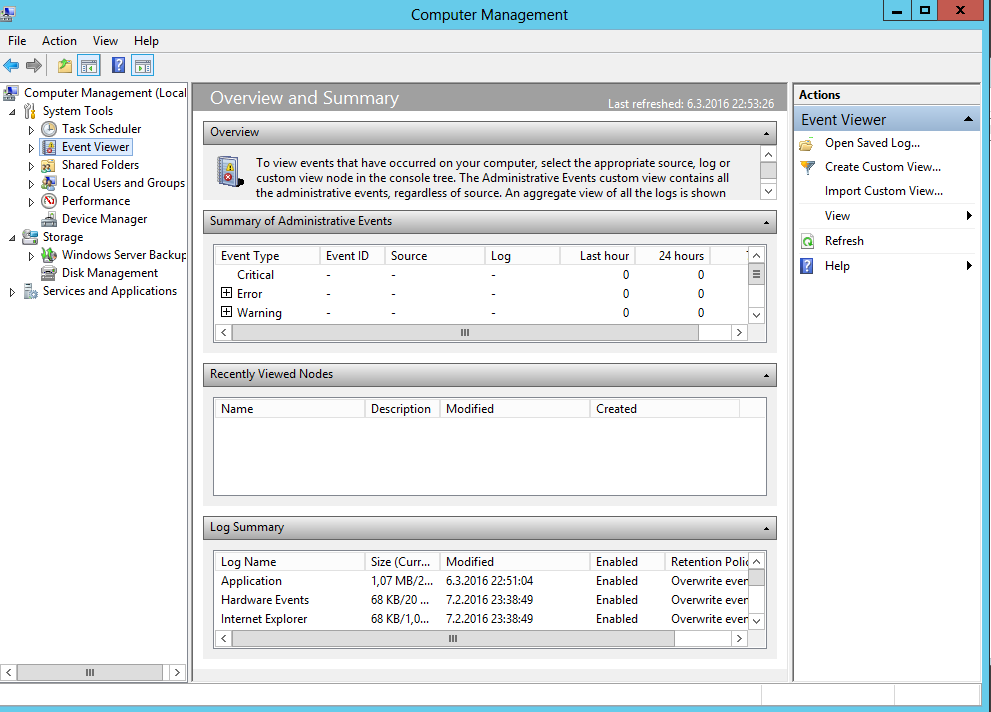 Computer Management
File Action View Help
Computer Management (Local
System Tools
Task Scheduler
Event Viewer
Shared Folders
Local Users and Groups
Performance
Device Manager
Storage
Windows Server Backup
Disk Management
Services and Applications
Overview and Summary
Last refreshed: 6.3.2016 22:53:26
Overview
To view events that have occurred on your computer, select the appropriate source, log or
custom view node in the console tree. The Administrative Events custom view contains all
the administrative events, regardless of source. An aggregate view of all the logs is shown
Summary of Administrative Events
Event Type Event ID Source Log Last hour 24 hours
Critical - - - 0 0
Error - - - 0 0
Warning - - - 0 0
Recently Viewed Nodes
Name Description Modified Created
Log Summary
Log Name Size (Curr... Modified Enabled Retention Polic
Application 1,07 MB/2... 6.3.2016 22:51:04 Enabled Overwrite ever
Hardware Events 68 KB/20 ... 7.2.2016 23:38:49 Enabled Overwrite ever
Internet Explorer 68 KB/1,0... 7.2.2016 23:38:49 Enabled Overwrite ever
Actions
Event Viewer
Open Saved Log...
Create Custom View...
Import Custom View...
View
Refresh
Help